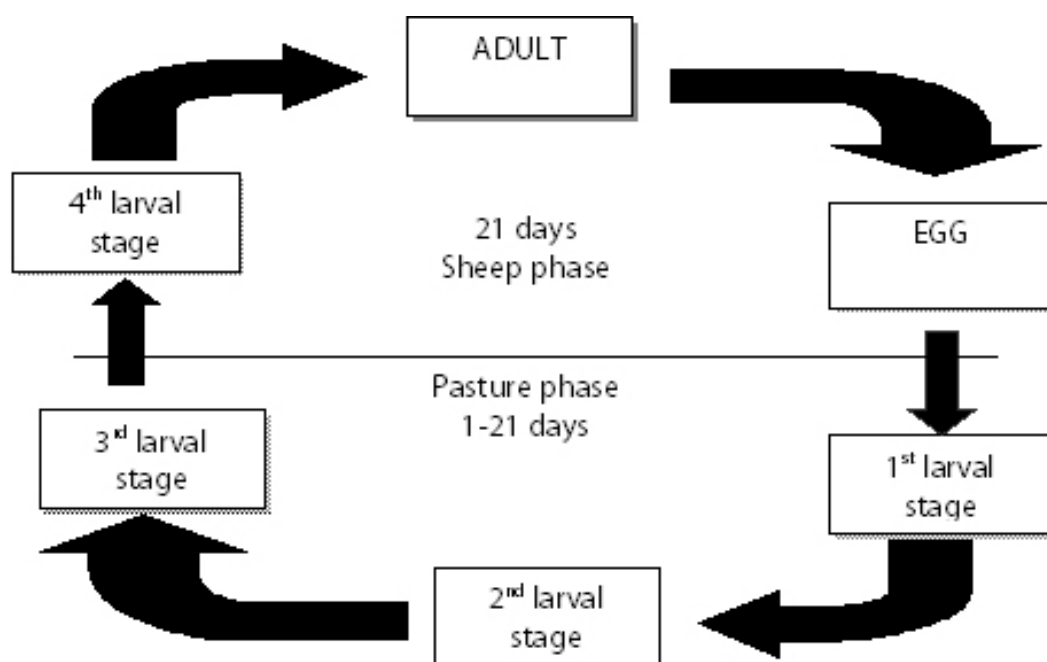 ADULT
4th larval
stage
EGG
21 days
Sheep phase
Pasture phase
1-21 days
3rd larval
stage
1st larval
stage
2nd larval
stage